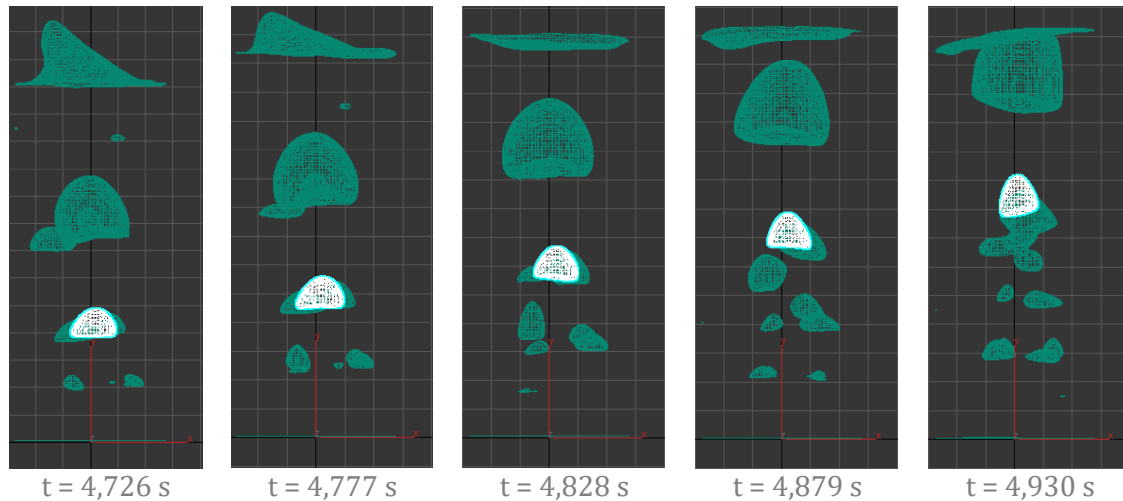 t = 4,726 s
t = 4,777 s
t = 4,828 s
t = 4,879 s
t = 4,930 s